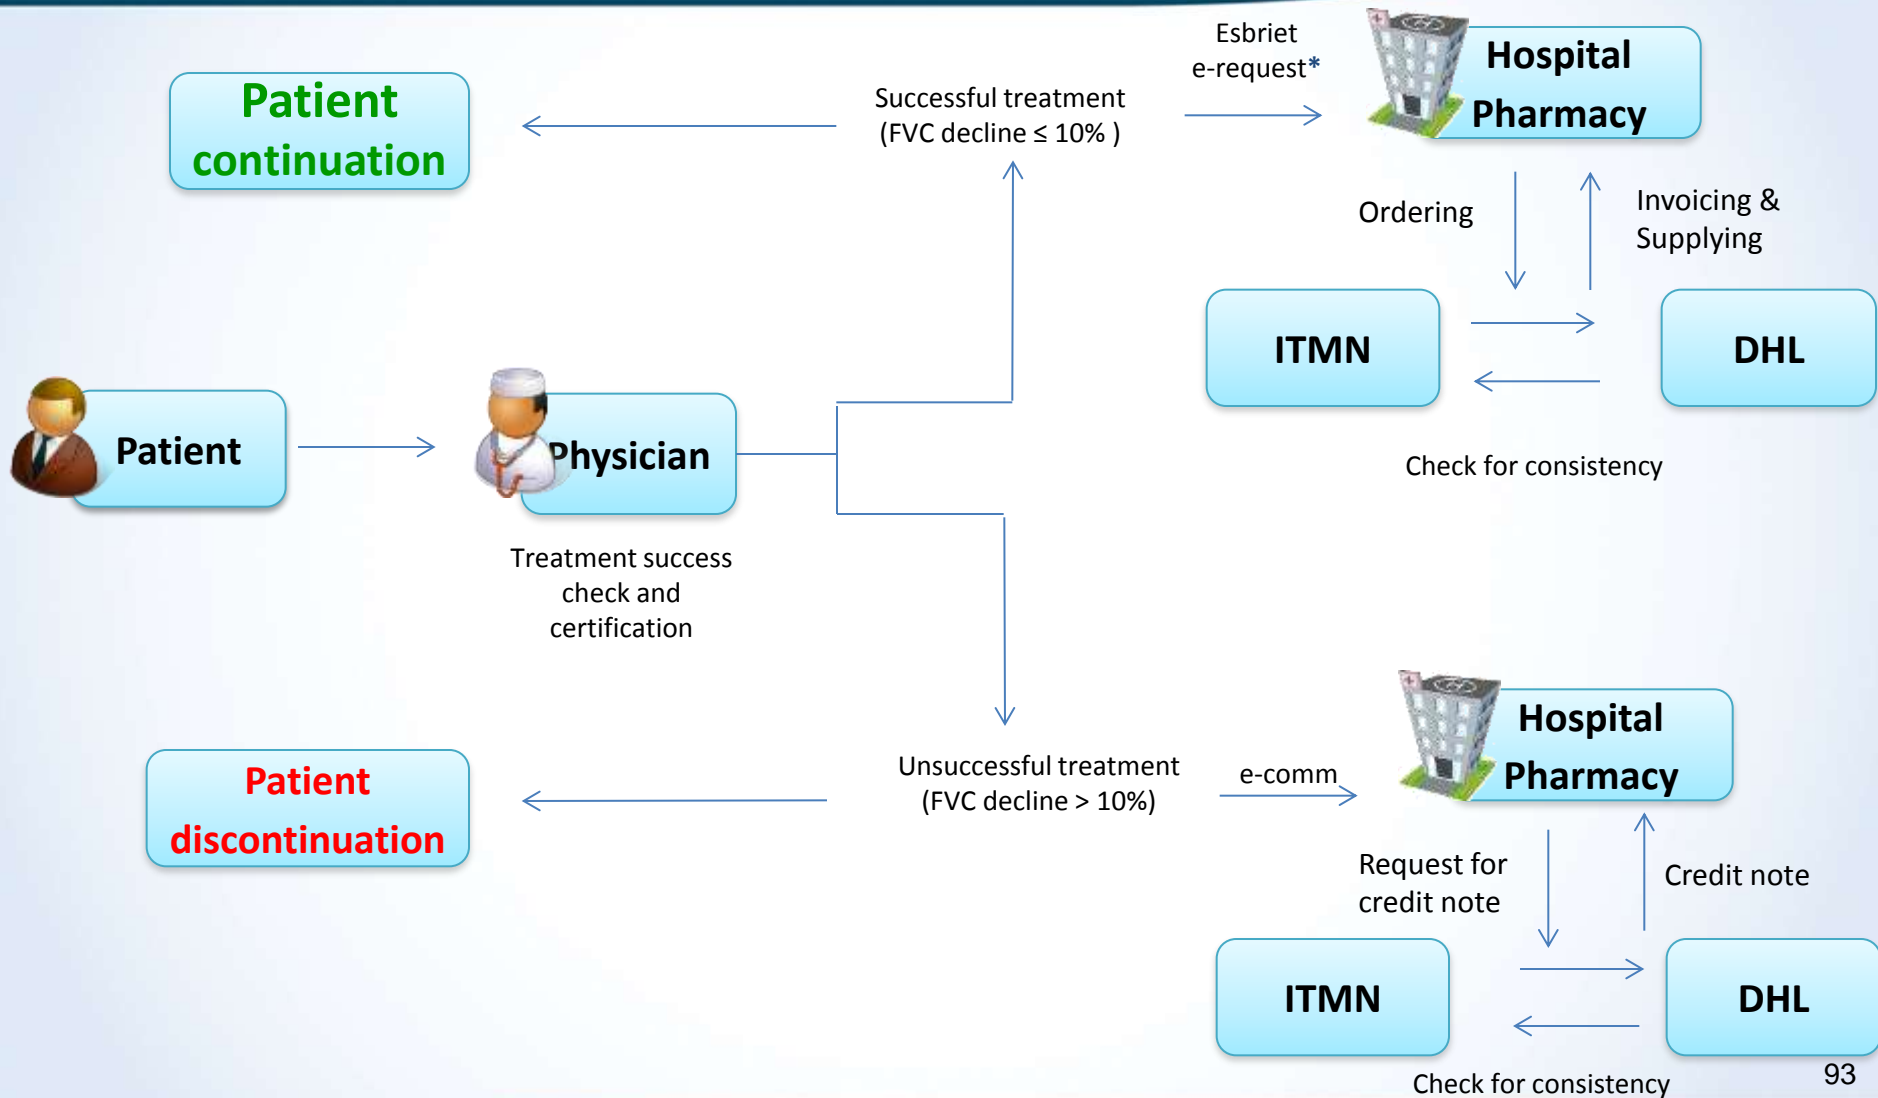 Esbriet
e-request*
Hospital
Pharmacy
Patient
continuation
Successful treatment
(FVC decline ≤ 10% )
Ordering
Invoicing &
Supplying
ITMN
DHL
Check for consistency
Patient
Physician
Treatment success
check and
certification
Patient
discontinuation
Unsuccessful treatment
(FVC decline > 10%)
e-comm
Hospital
Pharmacy
Request for
credit note
Credit note
ITMN
DHL
Check for consistency
93